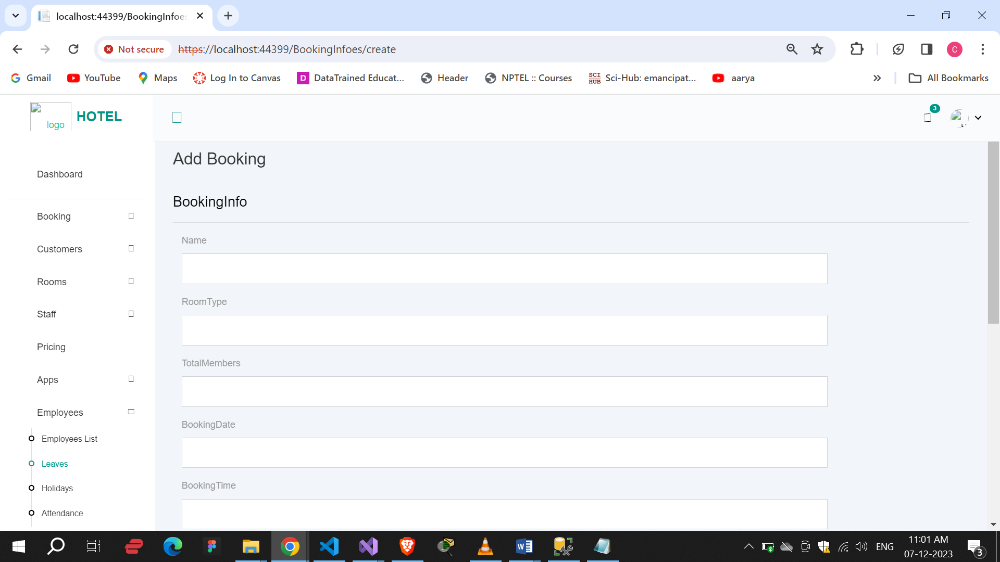 localhost:44399/BookingInfoes
Not secure
https://localhost:44399/BookingInfoes/create
C
Gmail
YouTube
Maps
Log In to Canvas
D
DataTrained Educat...
Header
NPTEL :: Courses
SCI HUB
Sci-Hub: emancipat...
aarya
All Bookmarks
logo
HOTEL
3
Dashboard
Booking
Customers
Rooms
Staff
Pricing
Apps
Employees
Employees List
Leaves
Holidays
Attendance
Add Booking
BookingInfo
Name
RoomType
TotalMembers
BookingDate
BookingTime
ENG
11:01 AM
07-12-2023
3